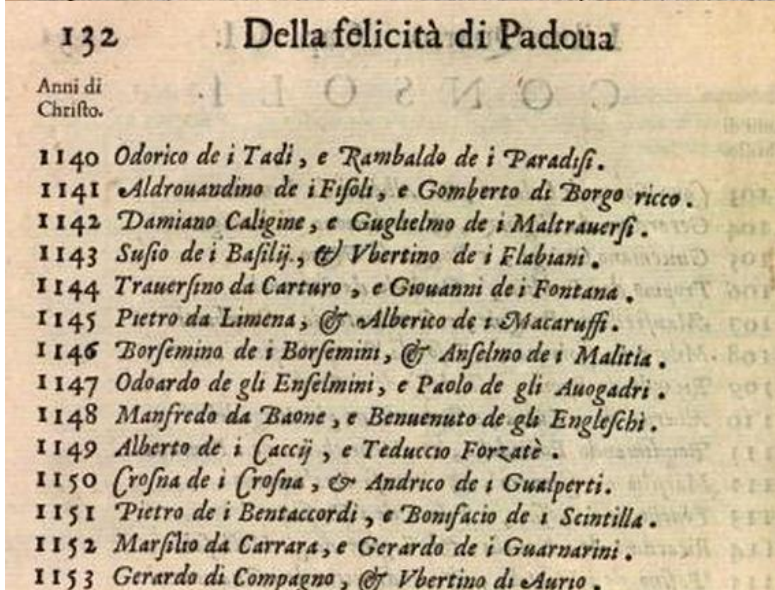 132 Della felicità di Padoua
Anni di
Chriſto.
1140 Odorico de i Tadi, e Rambaldo de i Paradiſi.
1141 Aldrouandino de i Fiſoli, e Gomberto di Borgo ricco.
1142 Damiano Caligine, e Guglielmo de i Maltrauerſi.
1143 Suſio de i Baſilij, & Vbertino de i Flabiani.
1144 Trauerſino da Carturo, e Giouanni de i Fontana.
1145 Pietro da Limena, & Alberico de i Macaruffi.
1146 Borſemino de i Borſemini, & Anſelmo de i Malitia.
1147 Odoardo de gli Enſelmini, e Paolo de gli Auogadri.
1148 Manfredo da Baone, e Benuenuto de gli Engleſchi.
1149 Alberto de i Caccij, e Teduccio Forzatè.
1150 Croſna de i Croſna, & Andrico de i Gualperti.
1151 Pietro de i Bentaccordi, e Bonifacio de i Scintilla.
1152 Marſilio da Carrara, e Gerardo de i Guarnarini.
1153 Gerardo di Compagno, & Vbertino di Aurio.